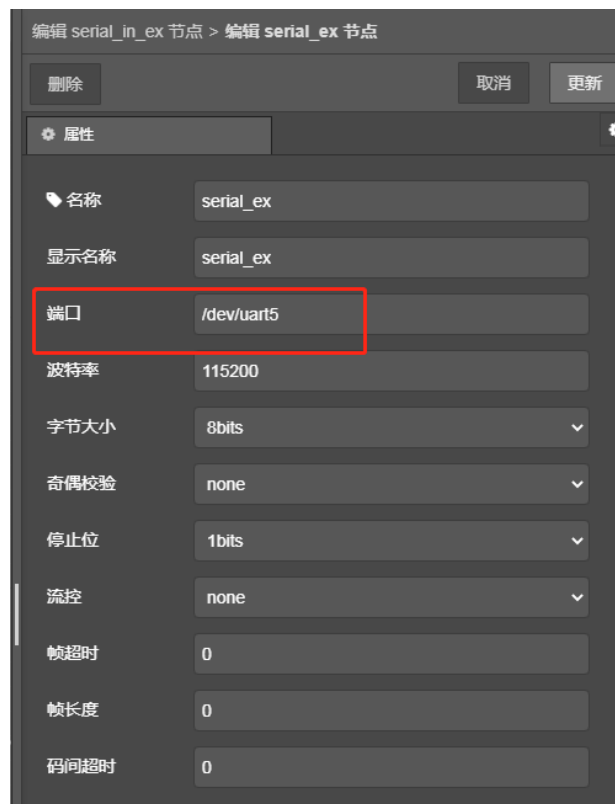 编辑 serial_in_ex 节点 > 编辑 serial_ex 节点
删除 取消 更新
属性
名称 serial_ex
显示名称 serial_ex
端口 /dev/uart5
波特率 115200
字节大小 8bits
奇偶校验 none
停止位 1bits
流控 none
帧超时 0
帧长度 0
码间超时 0